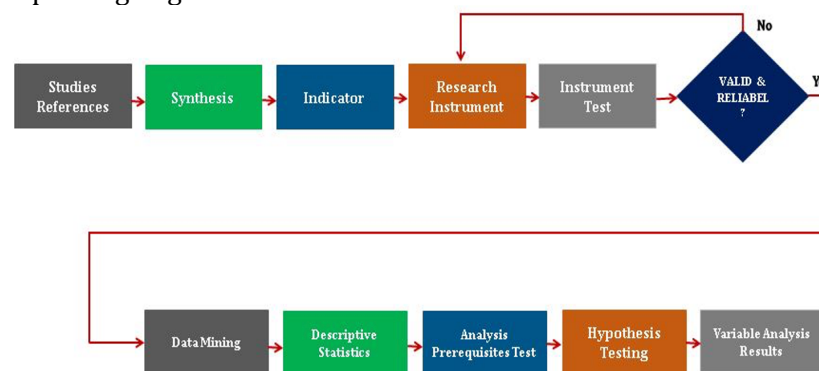 No
Studies
References
Synthesis
Indicator
Research
Instrument
Instrument
Test
VALID &
RELIABEL
?
Y
Data Mining
Descriptive
Statistics
Analysis
Prerequisites Test
Hypothesis
Testing
Variable Analysis
Results